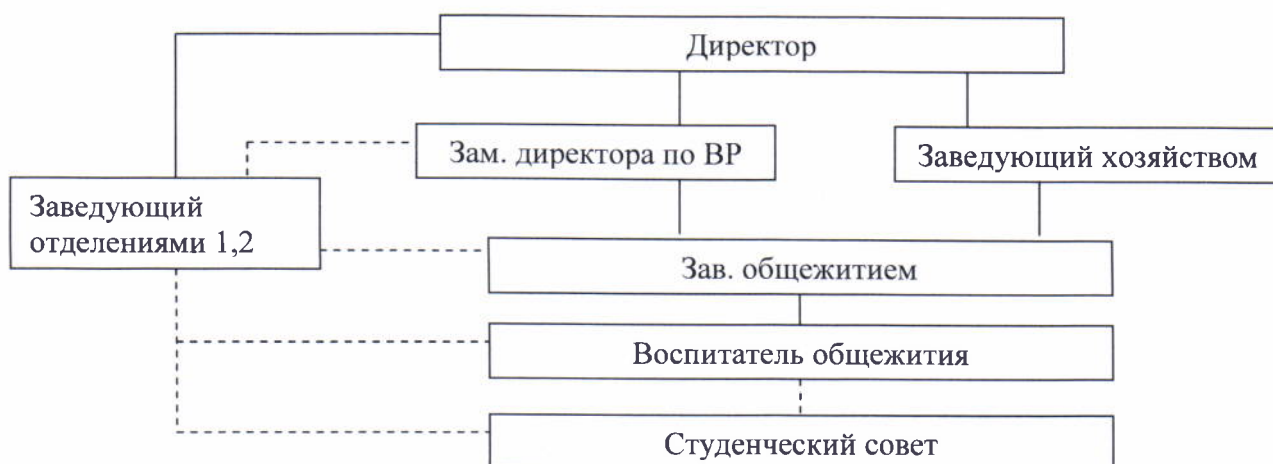 Директор
Зам. директора по ВР
Заведующий хозяйством
Заведующий
отделениями 1,2
Зав. общежитием
Воспитатель общежития
Студенческий совет